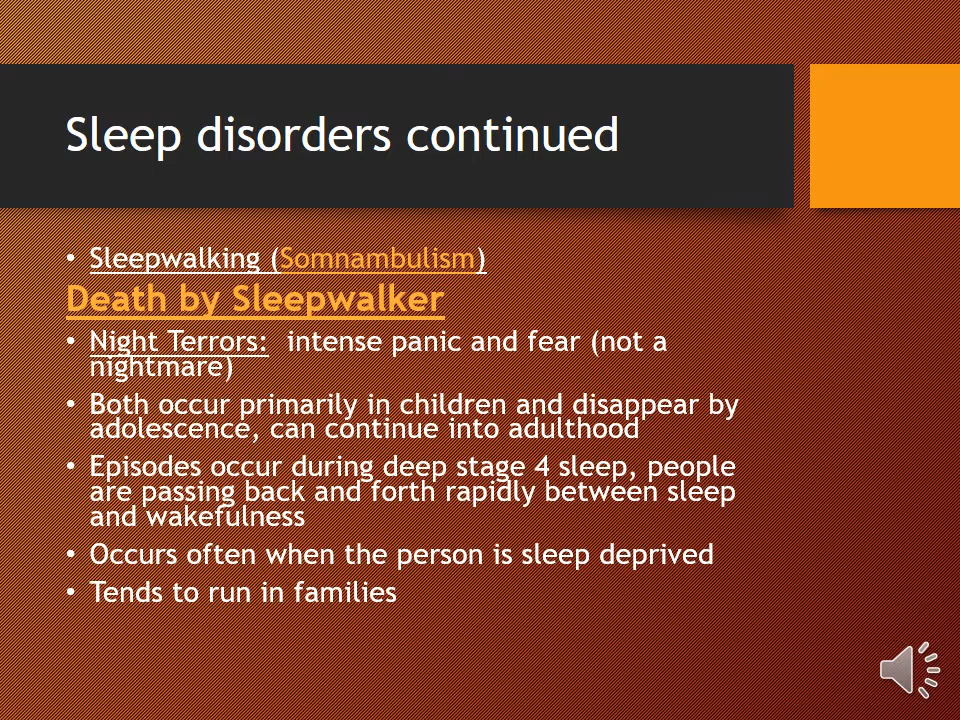 Sleep disorders continued
• Sleepwalking (Somnambulism)
Death by Sleepwalker
• Night Terrors:  intense panic and fear (not a
nightmare)
• Both occur primarily in children and disappear by
adolescence, can continue into adulthood
• Episodes occur during deep stage 4 sleep, people
are passing back and forth rapidly between sleep
and wakefulness
• Occurs often when the person is sleep deprived
• Tends to run in families